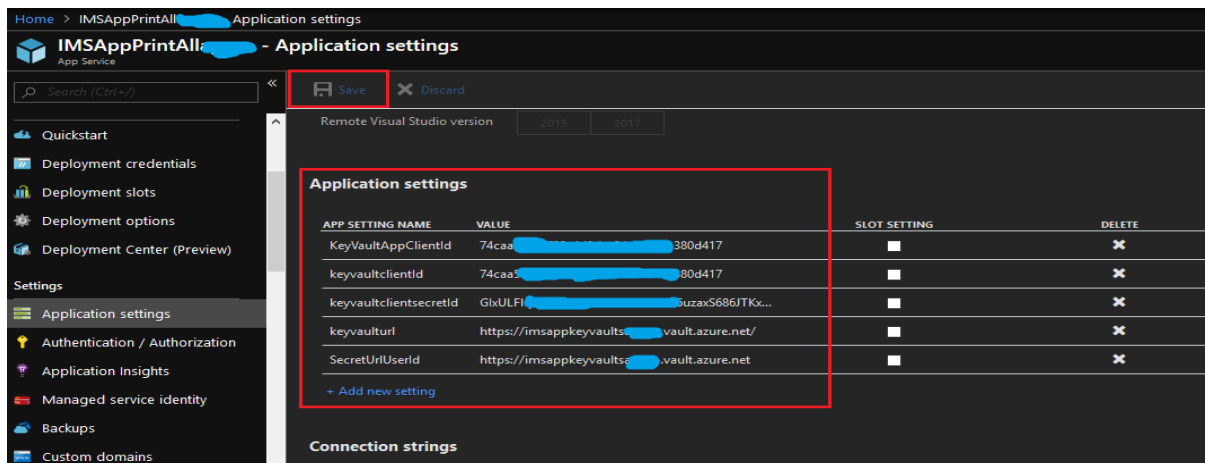 Home > IMSAppPrintAll Application settings
IMSAppPrintAlla - Application settings
App Service
Search (Ctrl+/)
«
Save
Discard
Quickstart
Deployment credentials
Deployment slots
Deployment options
Deployment Center (Preview)
Settings
Application settings
Authentication / Authorization
Application Insights
Managed service identity
Backups
Custom domains
Remote Visual Studio version 2015 2017
Application settings
APP SETTING NAME VALUE SLOT SETTING DELETE
KeyVaultAppClientId 74caa 380d417
keyvaultclientId 74caa 80d417
keyvaultclientsecretId GlxULF uzaxS686JTKx...
keyvaulturl https://imsappkeyvaults .vault.azure.net/
SecretUrlUserId https://imsappkeyvaultsa .vault.azure.net
+ Add new setting
Connection strings